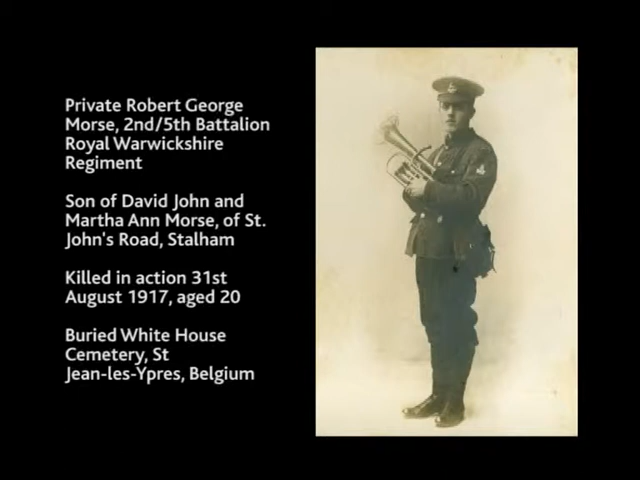 Private Robert George
Morse, 2nd/5th Battalion
Royal Warwickshire
Regiment
Son of David John and
Martha Ann Morse, of St.
John's Road, Stalham
Killed in action 31st
August 1917, aged 20
Buried White House
Cemetery, St
Jean-les-Ypres, Belgium